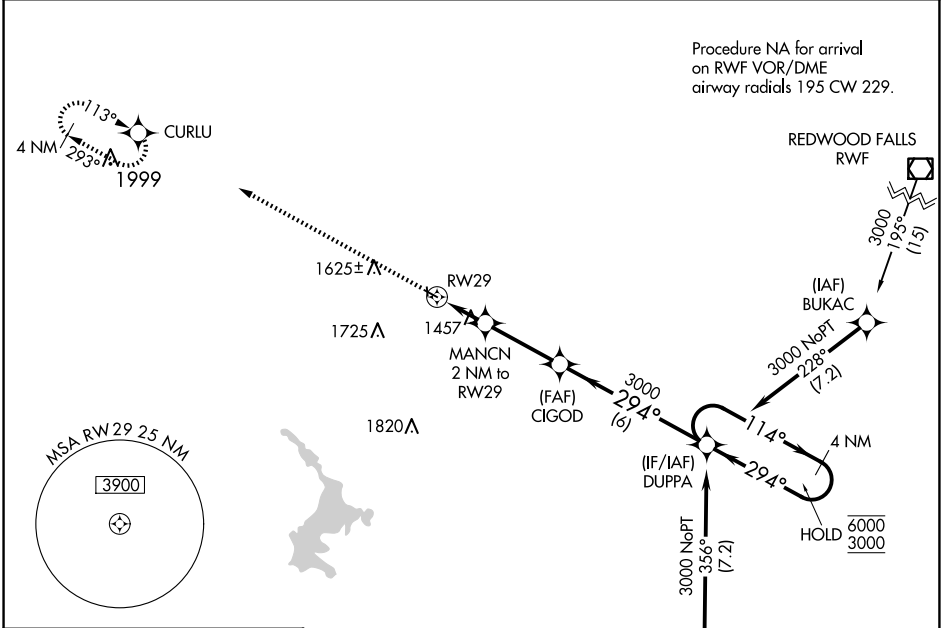 Procedure NA for arrival
on RWF VOR/DME
airway radials 195 CW 229.
REDWOOD FALLS
RWF
3000
195°
(15)
113°
CURLU
4 NM
293°
1999
1625±
RW29
1725
1457
MANCN
2 NM to
RW29
(FAF)
CIGOD
3000
294°
(6)
(IAF)
BUKAC
3000 NoPT
228°
(7.2)
1820
114°
4 NM
294°
(IF/IAF)
DUPPA
HOLD
6000
3000
3000 NoPT
356°
(7.2)
MSA RW 29 25 NM
3900